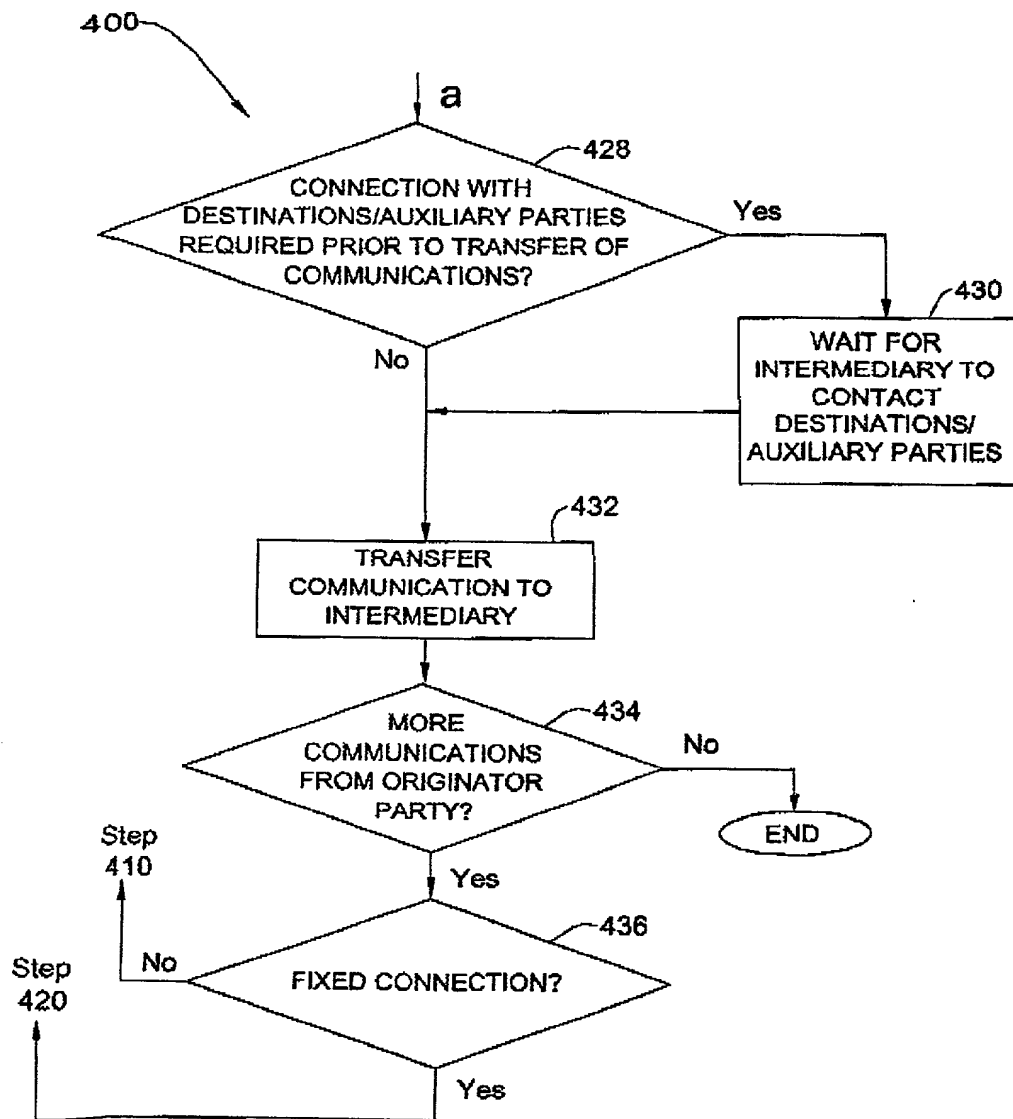 400
a
428
CONNECTION WITH
DESTINATIONS/AUXILIARY PARTIES
REQUIRED PRIOR TO TRANSFER OF
COMMUNICATIONS?
Yes
No
430
WAIT FOR
INTERMEDIARY TO
CONTACT
DESTINATIONS/
AUXILIARY PARTIES
432
TRANSFER
COMMUNICATION TO
INTERMEDIARY
434
MORE
COMMUNICATIONS
FROM ORIGINATOR
PARTY?
No
END
Yes
Step
410
436
FIXED CONNECTION?
No
Step
420
Yes